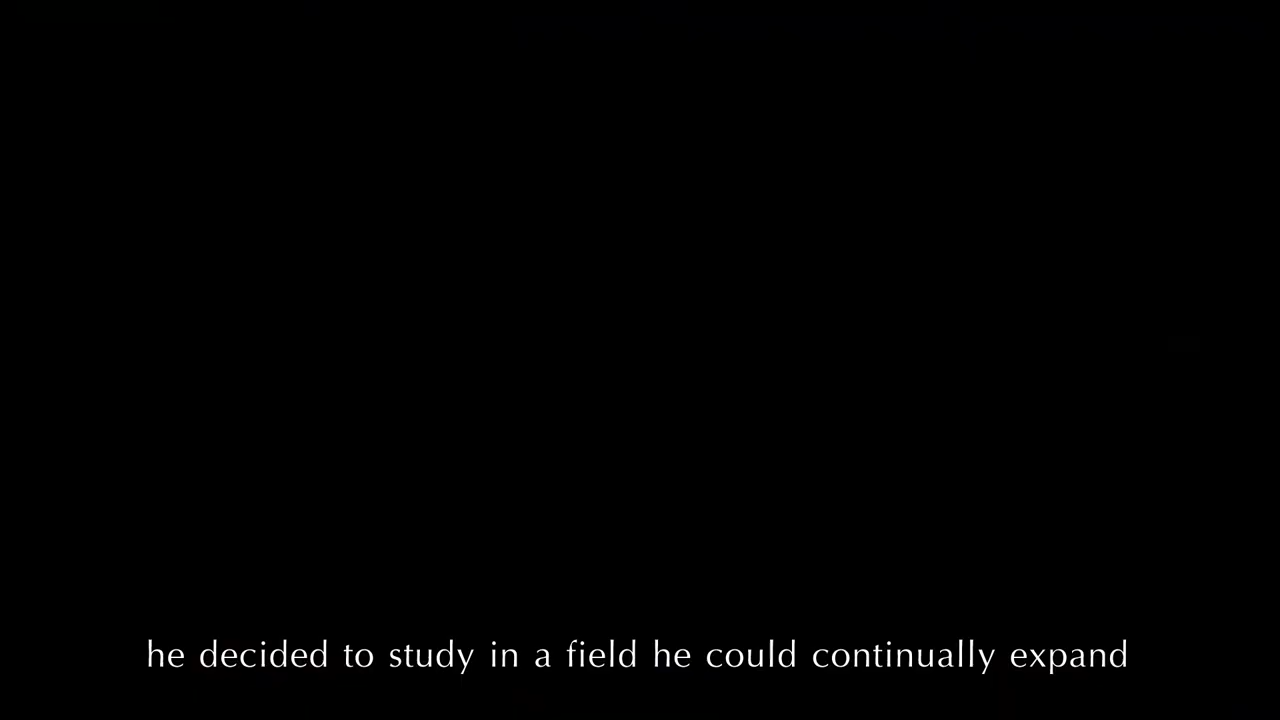 he decided to study in a field he could continually expand